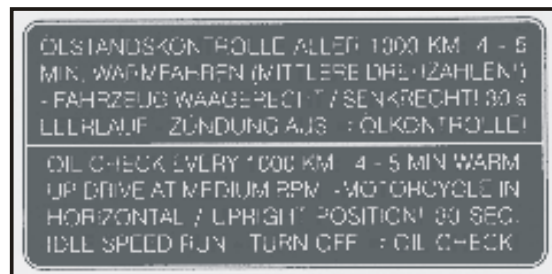 ÖLSTANDSKONTROLLE ALLER 1000 KM: 4 - 5
MIN. WARMFAHREN (MITTLERE DREHZAHLEN!)
- FAHRZEUG WAAGERECHT / SENKRECHT! 30 s
LEERLAUF - ZÜNDUNG AUS - : ÖLKONTROLLE!
OIL CHECK EVERY 1000 KM: 4 - 5 MIN WARM
UP DRIVE AT MEDIUM RPM. -MOTORCYCLE IN
HORIZONTAL / UPRIGHT POSITION! 30 SEC.
IDLE SPEED RUN - TURN OFF - : OIL CHECK